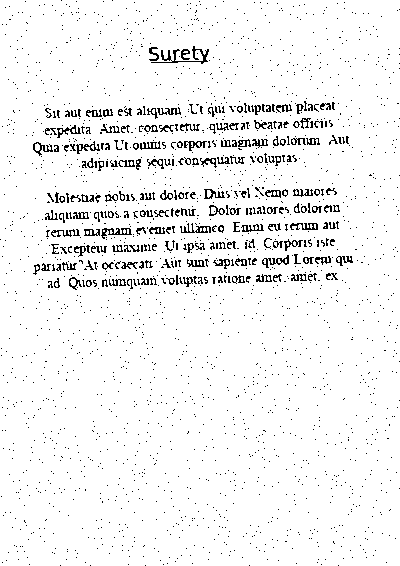 Surety
Sit aut enim est aliquam. Ut qui voluptatem placeat
expedita. Amet, consectetur, quaerat beatae officiis
Quia expedita Ut omnis corporis magnam dolorum. Aut
adipisicing sequi consequatur voluptas
Molestiae nobis aut dolore. Duis vel Nemo maiores
aliquam quos a consectetur. Dolor maiores dolorem
rerum magnam eveniet ullamco. Enim eu rerum aut
Excepteur maxime. Ut ipsa amet, id. Corporis iste
pariatur At occaecati. Aut sunt sapiente quod Lorem qui
ad. Quos numquam voluptas ratione amet, amet, ex